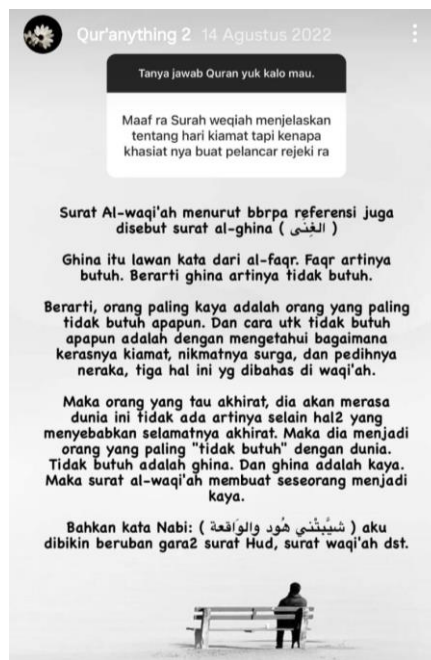 Qur'anything 2 14 Agustus 2022
Tanya jawab Quran yuk kalo mau.
Maaf ra Surah weqiah menjelaskan
tentang hari kiamat tapi kenapa
khasiat nya buat pelancar rejeki ra
Surat Al-waqi'ah menurut bbrpa referensi juga
disebut surat al-ghina ( الغِنَى )
Ghina itu lawan kata dari al-faqr. Faqr artinya
butuh. Berarti ghina artinya tidak butuh.
Berarti, orang paling kaya adalah orang yang paling
tidak butuh apapun. Dan cara utk tidak butuh
apapun adalah dengan mengetahui bagaimana
kerasnya kiamat, nikmatnya surga, dan pedihnya
neraka, tiga hal ini yg dibahas di waqi'ah.
Maka orang yang tau akhirat, dia akan merasa
dunia ini tidak ada artinya selain hal2 yang
menyebabkan selamatnya akhirat. Maka dia menjadi
orang yang paling "tidak butuh" dengan dunia.
Tidak butuh adalah ghina. Dan ghina adalah kaya.
Maka surat al-waqi'ah membuat seseorang menjadi
kaya.
Bahkan kata Nabi: ( شيَّبتْني هُود والوَاقعة ) aku
dibikin beruban gara2 surat Hud, surat waqi'ah dst.